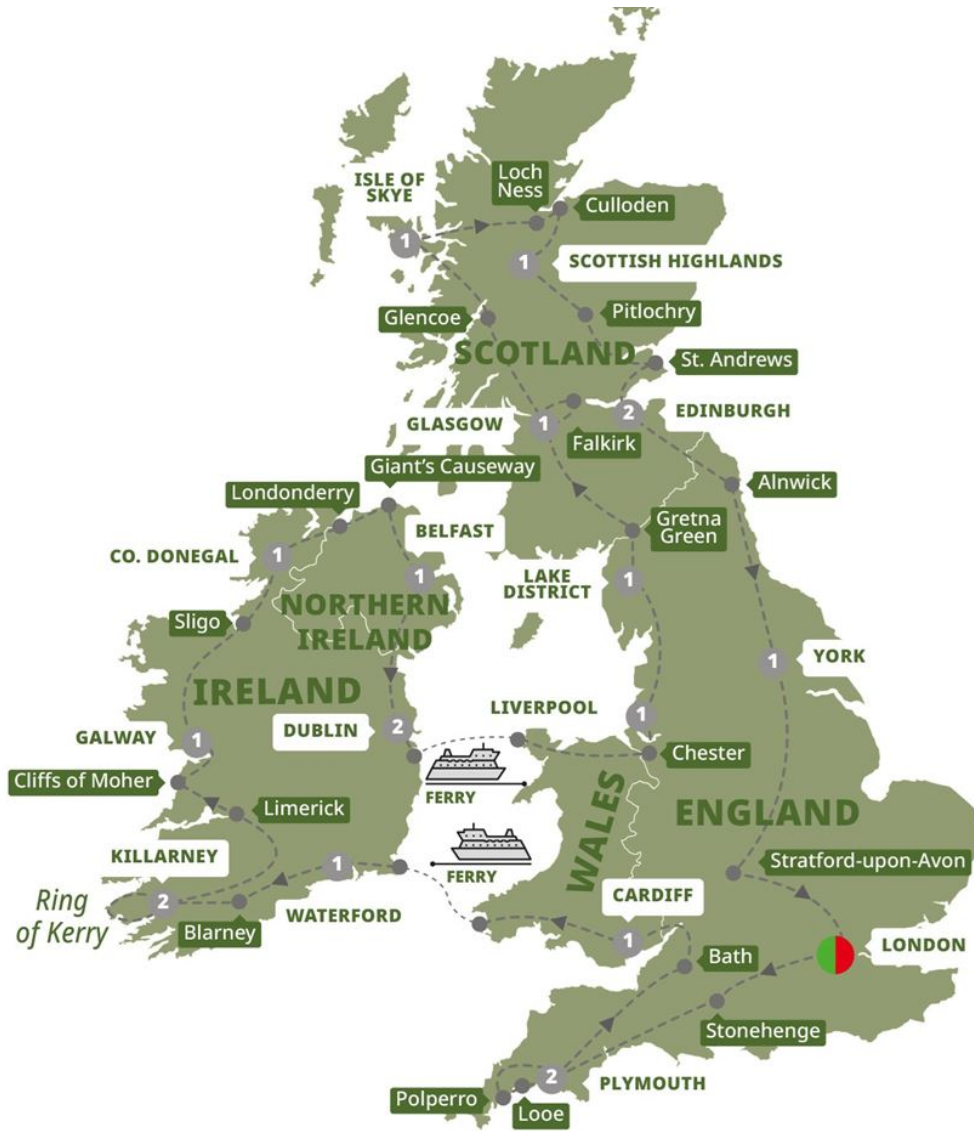 ISLE OF
SKYE
1
Loch
Ness
Culloden
1
SCOTTISH HIGHLANDS
Glencoe
Pitlochry
SCOTLAND
St. Andrews
GLASGOW
1
Falkirk
2
EDINBURGH
Giant's Causeway
Londonderry
Alnwick
BELFAST
1
Gretna
Green
CO. DONEGAL
1
LAKE
DISTRICT
1
NORTHERN
IRELAND
Sligo
IRELAND
1
YORK
GALWAY
1
DUBLIN
2
LIVERPOOL
1
Chester
Cliffs of Moher
FERRY
Limerick
WALES
ENGLAND
KILLARNEY
2
Ring
of Kerry
Blarney
1
WATERFORD
FERRY
Stratford-upon-Avon
CARDIFF
1
Bath
LONDON
Stonehenge
2
PLYMOUTH
Polperro
Looe